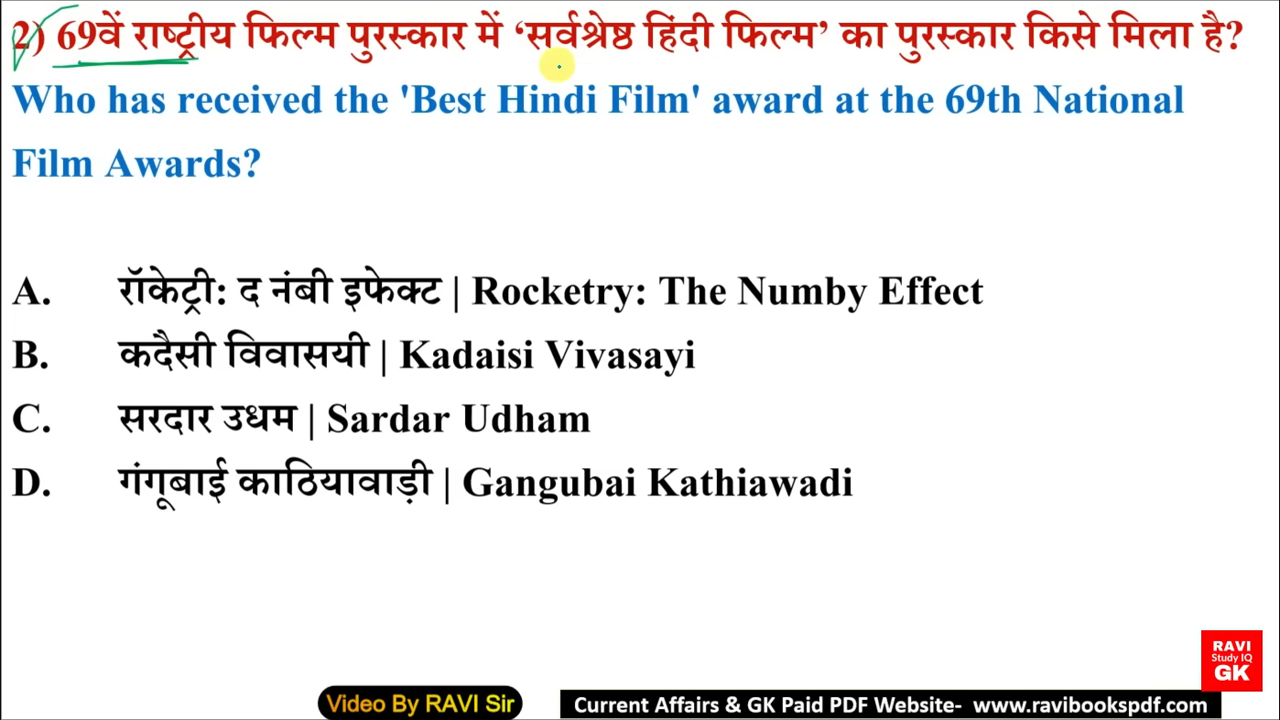 2) 69वें राष्ट्रीय फिल्म पुरस्कार में ‘सर्वश्रेष्ठ हिंदी फिल्म’ का पुरस्कार किसे मिला है?
Who has received the 'Best Hindi Film' award at the 69th National
Film Awards?
A. रॉकेट्री: द नंबी इफेक्ट | Rocketry: The Numby Effect
B. कदैसी विवासयी | Kadaisi Vivasayi
C. सरदार उधम | Sardar Udham
D. गंगूबाई काठियावाड़ी | Gangubai Kathiawadi
RAVI
Study IQ
GK
Video By RAVI Sir
Current Affairs & GK Paid PDF Website- www.ravibookspdf.com